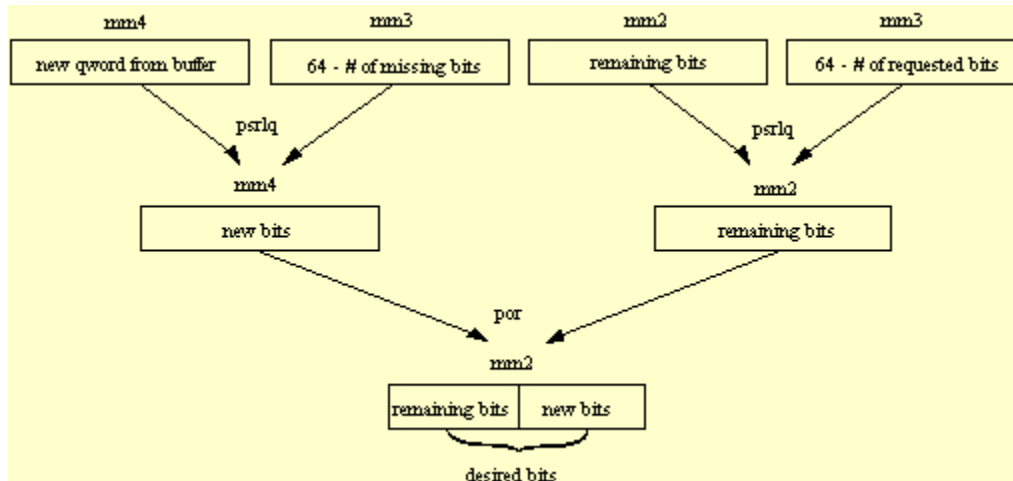 mm4 mm3 mm2 mm3
new qword from buffer 64 - # of missing bits remaining bits 64 - # of requested bits
psrlq psrlq
mm4 mm2
new bits remaining bits
por
mm2
remaining bits new bits
desired bits